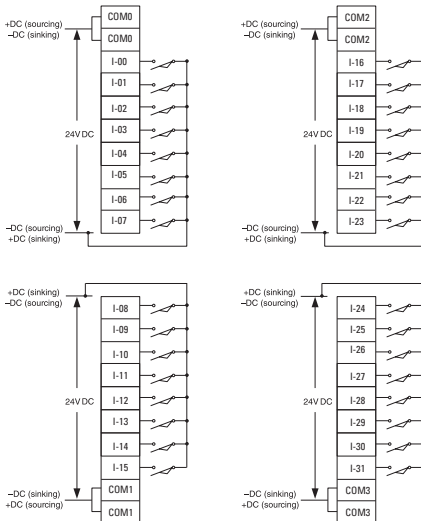 +DC (sourcing)
–DC (sinking)
COM0
COM0
I-00
I-01
I-02
I-03
I-04
I-05
I-06
I-07
24V DC
–DC (sourcing)
+DC (sinking)
+DC (sourcing)
–DC (sinking)
COM2
COM2
I-16
I-17
I-18
I-19
I-20
I-21
I-22
I-23
24V DC
–DC (sourcing)
+DC (sinking)
+DC (sinking)
–DC (sourcing)
I-08
I-09
I-10
I-11
I-12
I-13
I-14
I-15
COM1
COM1
24V DC
–DC (sinking)
+DC (sourcing)
+DC (sinking)
–DC (sourcing)
I-24
I-25
I-26
I-27
I-28
I-29
I-30
I-31
COM3
COM3
24V DC
–DC (sinking)
+DC (sourcing)